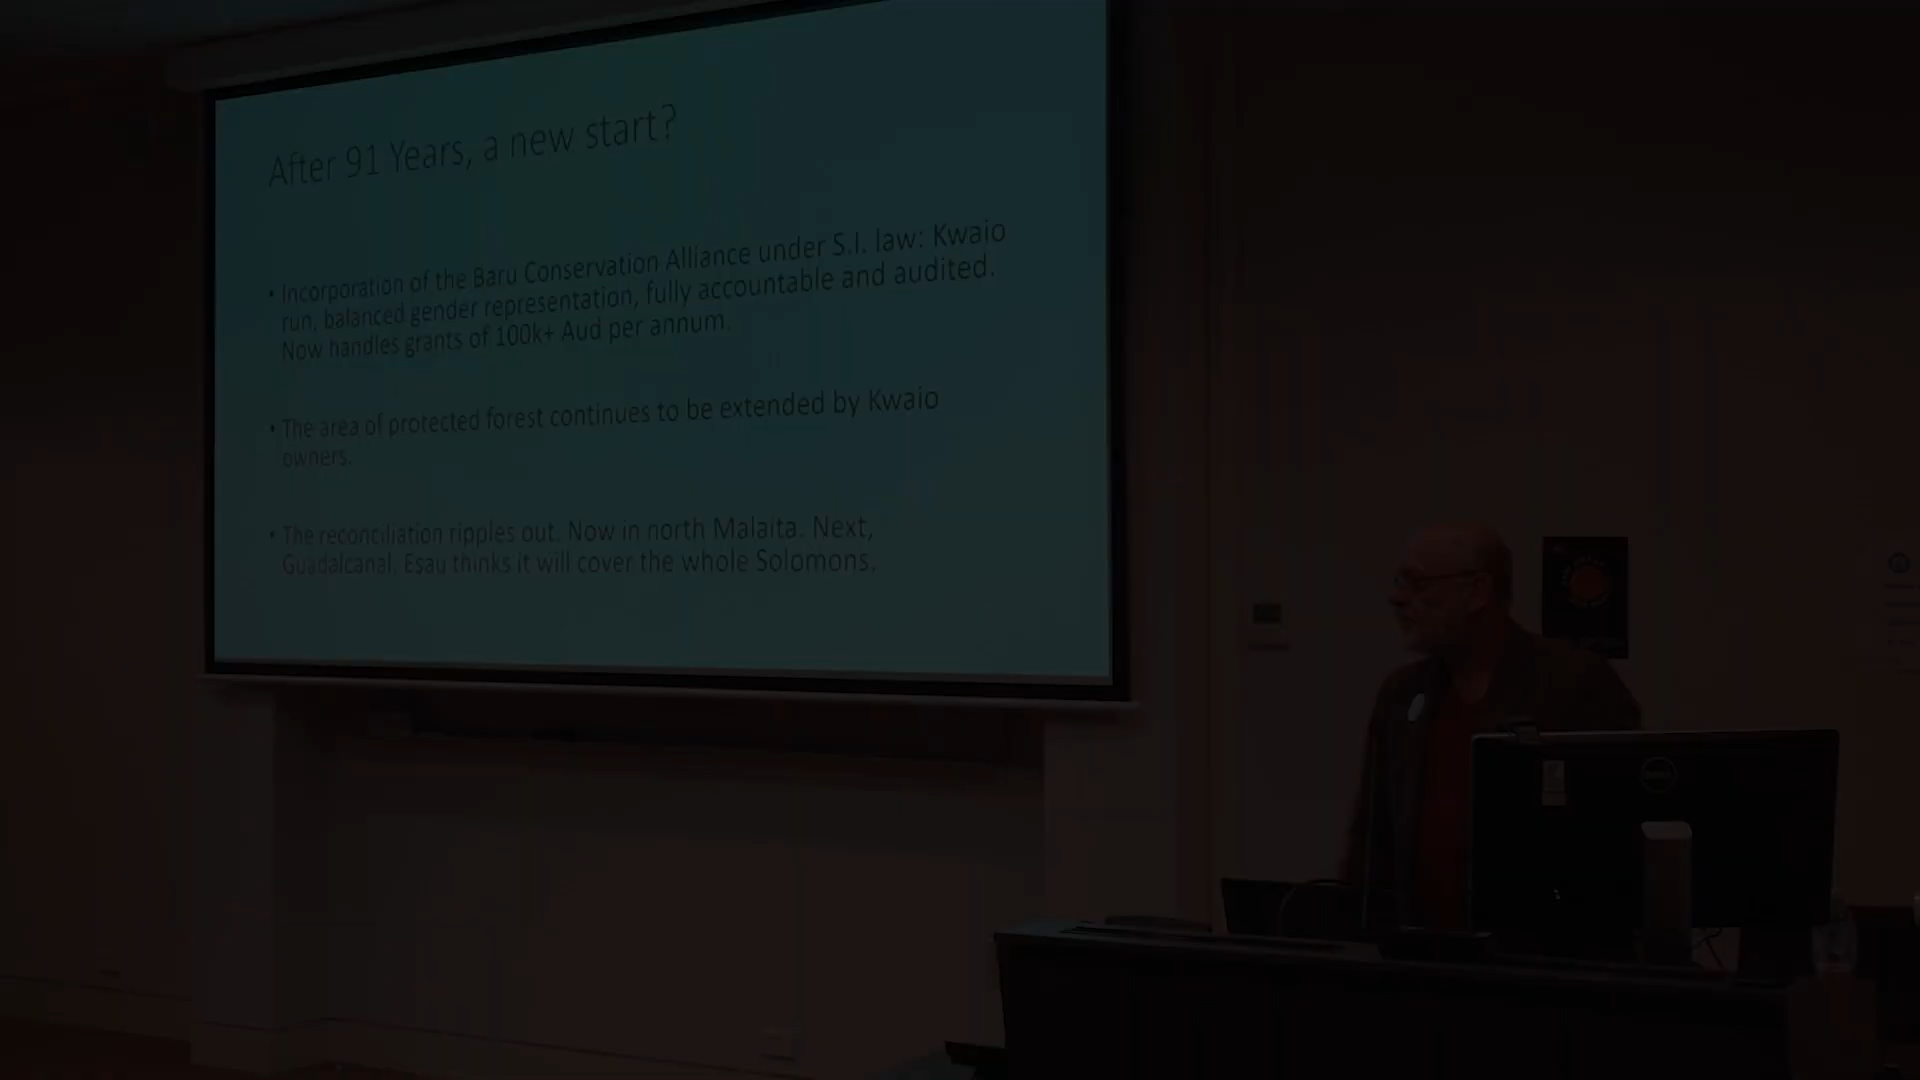 After 91 Years, a new start?
• Incorporation of the Baru Conservation Alliance under S.I. law: Kwaio
run, balanced gender representation, fully accountable and audited.
Now handles grants of 100k+ Aud per annum.
• The area of protected forest continues to be extended by Kwaio
owners.
• The reconciliation ripples out. Now in north Malaita. Next,
Guadalcanal. Esau thinks it will cover the whole Solomons.
DELL